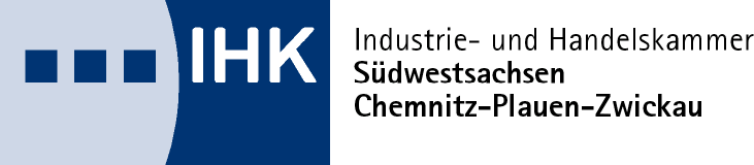 IHK
Industrie- und Handelskammer
Südwestsachsen
Chemnitz-Plauen-Zwickau